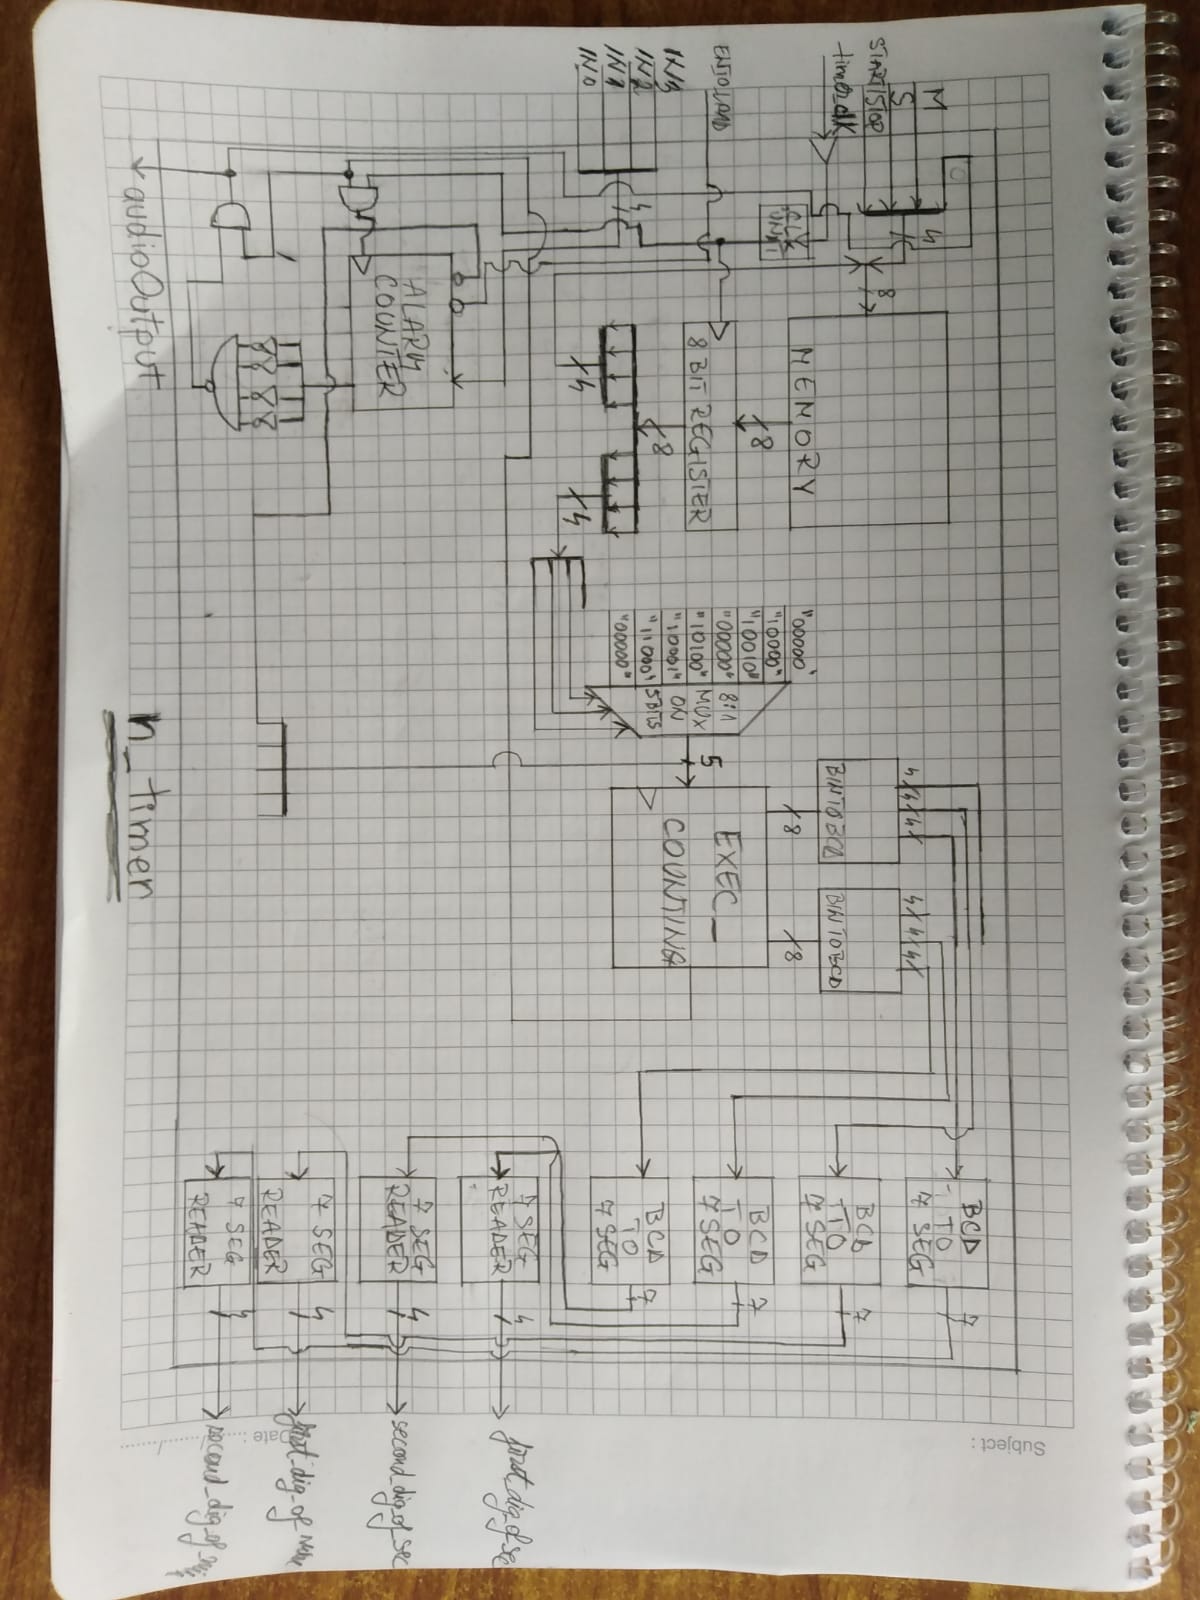 Subject :
M
S
START/STOP
timer_clk
4
8
MEMORY
8
CLK
UNIT
ENTOLOAD
8 BIT REGISTER
8
IN3
IN2
IN1
IN0
4
4
4
"00000"
"10000"
"10010"
"00000"
"10100"
"10001"
"11000"
"00000"
8:1
MUX
ON
5BITS
5
4 4 4
BIN TO BCD
8
4 4 4
BIN TO BCD
8
EXEC_
COUNTING
BCD
TO
7 SEG
7
BCD
TO
7 SEG
7
BCD
TO
7 SEG
7
BCD
TO
7 SEG
7
7 SEG
READER
4
first_dig_of_sec
7 SEG
READER
4
second_dig_of_sec
7 SEG
READER
4
first_dig_of
7 SEG
READER
4
second_dig_of_min
Date :
ALARM
COUNTER
audioOutput
n_timer